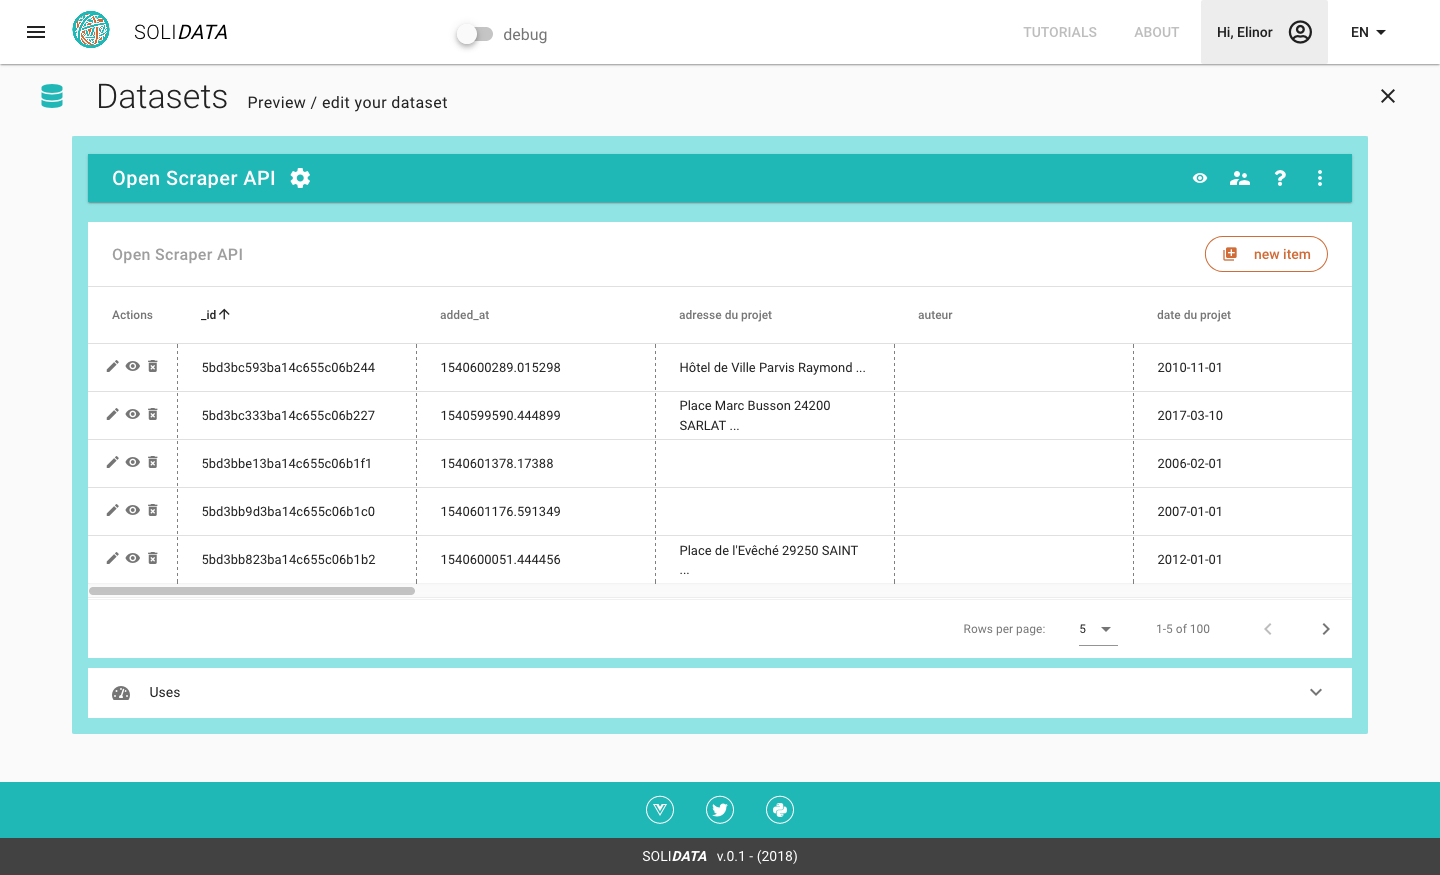 SOLIDATA
debug
TUTORIALS
ABOUT
Hi, Elinor
EN
Datasets
Preview / edit your dataset
Open Scraper API
?
Open Scraper API
new item
Actions
_id
added_at
adresse du projet
auteur
date du projet
5bd3bc593ba14c655c06b244
1540600289.015298
Hôtel de Ville Parvis Raymond ...
2010-11-01
5bd3bc333ba14c655c06b227
1540599590.444899
Place Marc Busson 24200
SARLAT ...
2017-03-10
5bd3bbe13ba14c655c06b1f1
1540601378.17388
2006-02-01
5bd3bb9d3ba14c655c06b1c0
1540601176.591349
2007-01-01
5bd3bb823ba14c655c06b1b2
1540600051.444456
Place de l'Evêché 29250 SAINT
...
2012-01-01
Rows per page:
5
1-5 of 100
Uses
SOLIDATA v.0.1 - (2018)